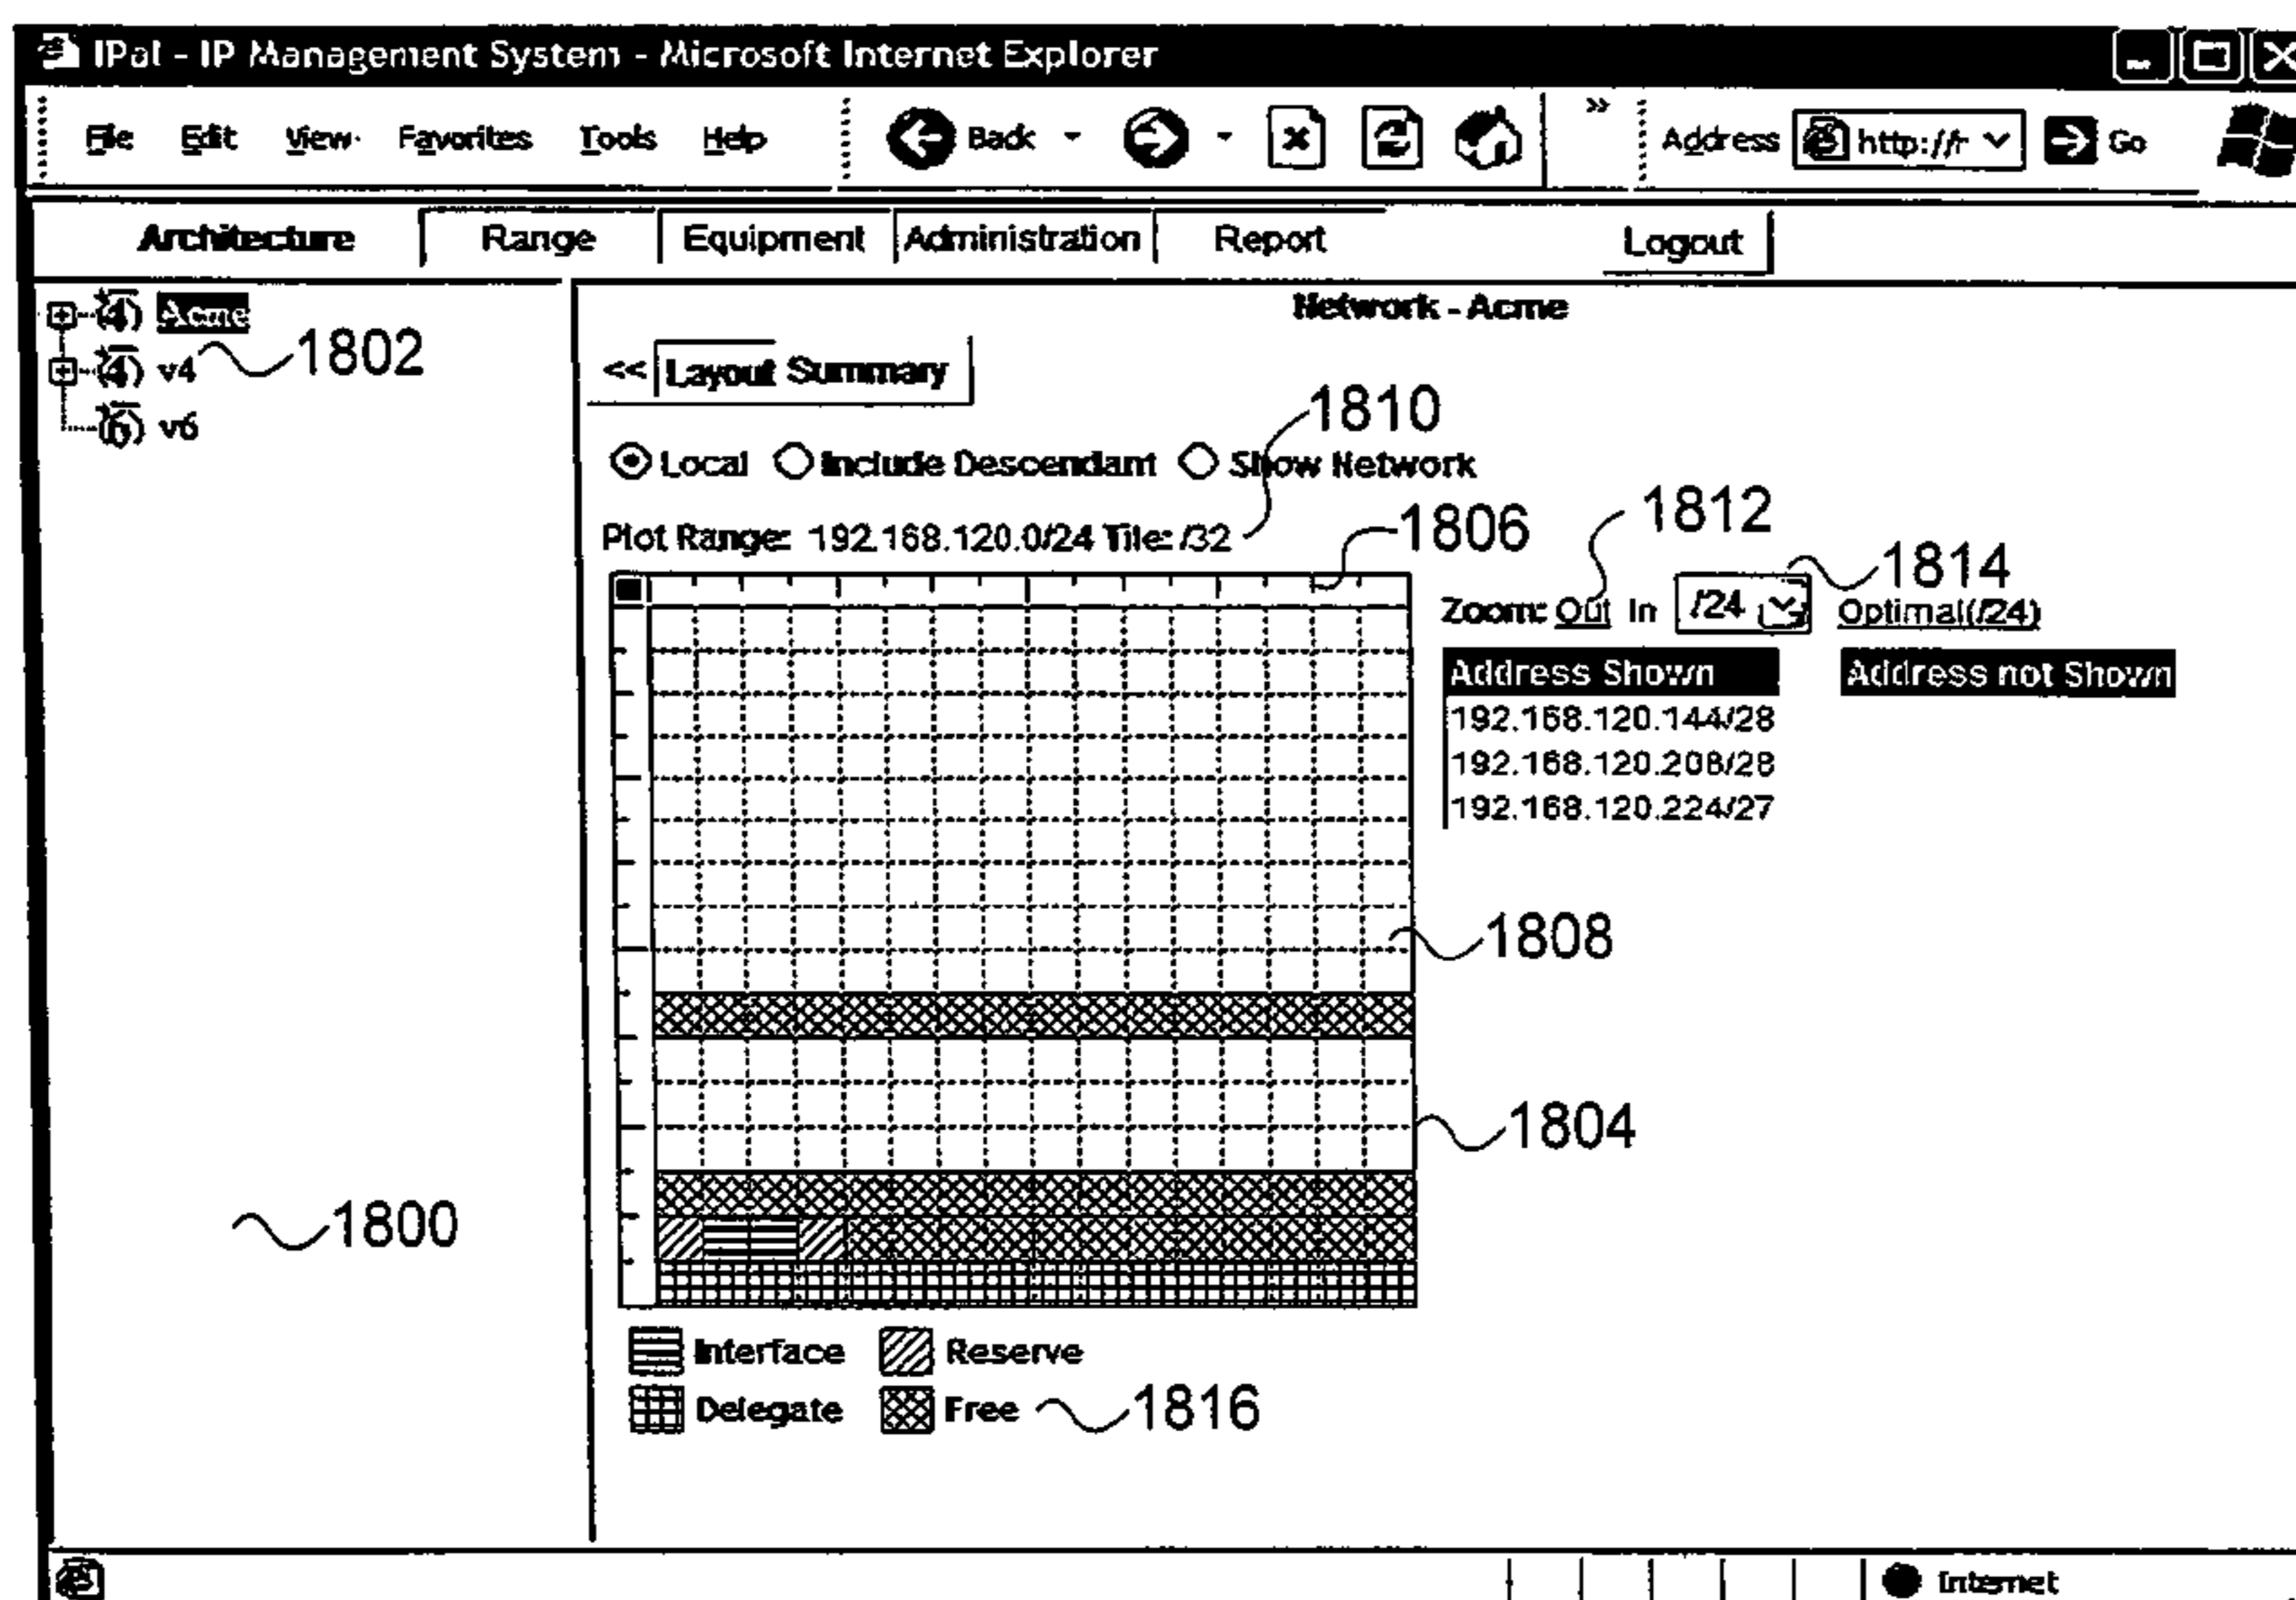 IPal - IP Management System - Microsoft Internet Explorer
File Edit View Favorites Tools Help Back » Address http://r Go
Architecture Range Equipment Administration Report Logout
Acme
1802
v4
v6
Network - Acme
<< Layout Summary
1810
Local Include Descendant Show Network
Plot Range: 192.168.120.0/24 Tile: /32
1806
1812
1814
Zoom: Out In /24 Optimal(/24)
Address Shown Address not Shown
192.168.120.144/28
192.168.120.208/28
192.168.120.224/27
1808
1804
1800
Interface Reserve
Delegate Free
1816
Internet